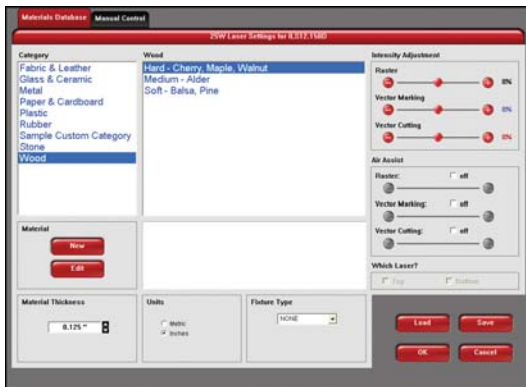 Materials Database
Manual Control
25W Laser Settings for ILS12.150D
Category
Fabric & Leather
Glass & Ceramic
Metal
Paper & Cardboard
Plastic
Rubber
Sample Custom Category
Stone
Wood
Wood
Hard - Cherry, Maple, Walnut
Medium - Alder
Soft - Balsa, Pine
Intensity Adjustment
Raster
0%
Vector Marking
0%
Vector Cutting
0%
Air Assist
Raster:
off
Vector Marking:
off
Vector Cutting:
off
Which Laser?
Top
Bottom
Material
New
Edit
Material Thickness
0.125 "
Units
Metric
Inches
Fixture Type
NONE
Load
Save
OK
Cancel